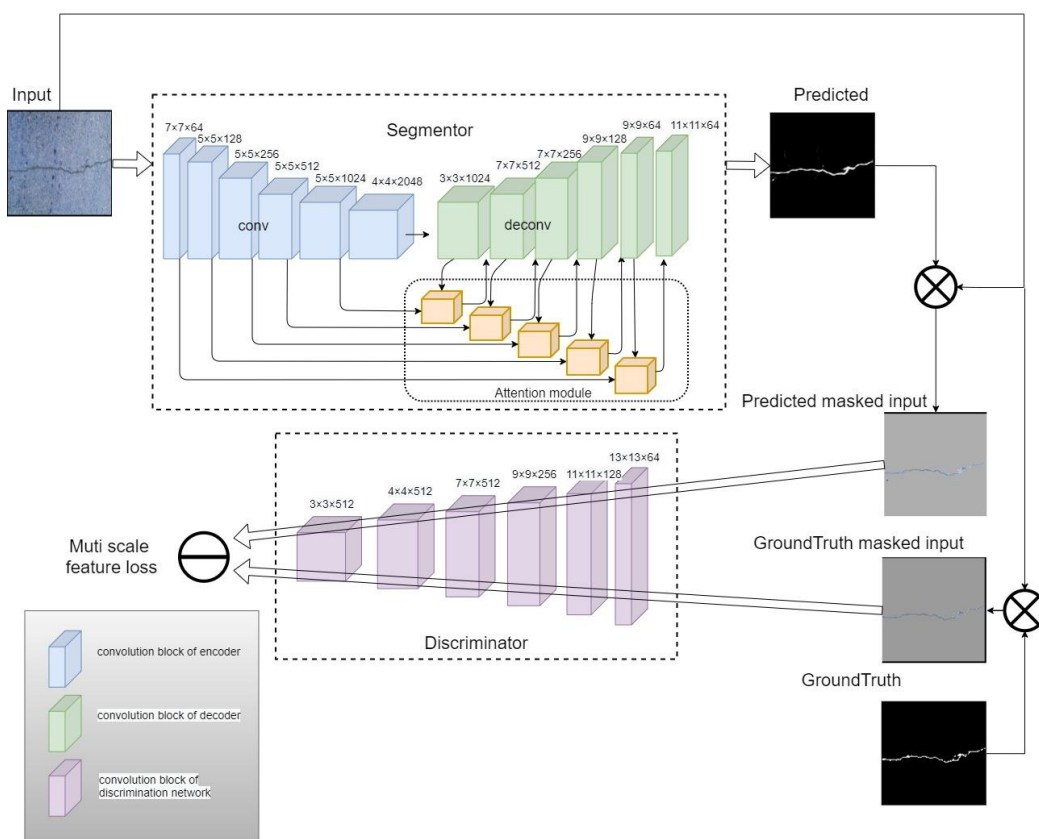 Input
Segmentor
Predicted
7×7×64
5×5×128
5×5×256
5×5×512
5×5×1024
4×4×2048
3×3×1024
7×7×512
7×7×256
9×9×128
9×9×64
11×11×64
conv
deconv
Attention module
Predicted masked input
GroundTruth masked input
GroundTruth
13×13×64
11×11×128
9×9×256
7×7×512
4×4×512
3×3×512
Muti scale
feature loss
Discriminator
convolution block of encoder
convolution block of decoder
convolution block of
discrimination network